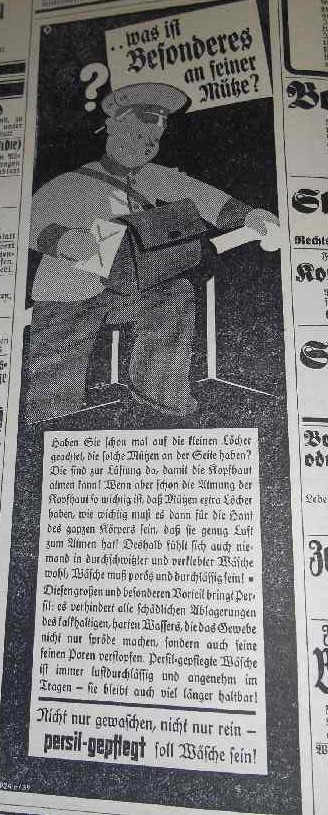 ..was ist
Besonderes
an seiner
Mütze?
?
Haben Sie schon mal auf die kleinen Löcher
geachtet, die solche Mützen an der Seite haben?
Die sind zur Lüftung da, damit die Kopfhaut
atmen kann! Wenn aber schon die Atmung der
Kopfhaut so wichtig ist, daß Mützen extra Löcher
haben, wie wichtig muß es dann für die Haut
des ganzen Körpers sein, daß sie genug Luft
zum Atmen hat! Deshalb fühlt sich auch nie-
mand in durchschwitzter und verklebter Wäsche
wohl, Wäsche muß porös und durchlässig sein! •
Diesen großen und besonderen Vorteil bringt Per-
sil: es verhindert alle schädlichen Ablagerungen
des kalkhaltigen, harten Wassers, die das Gewebe
nicht nur spröde machen, sondern auch seine
feinen Poren verstopfen. Persil-gepflegte Wäsche
ist immer luftdurchlässig und angenehm im
Tragen – sie bleibt auch viel länger haltbar!
Nicht nur gewaschen, nicht nur rein –
persil-gepflegt soll Wäsche sein!